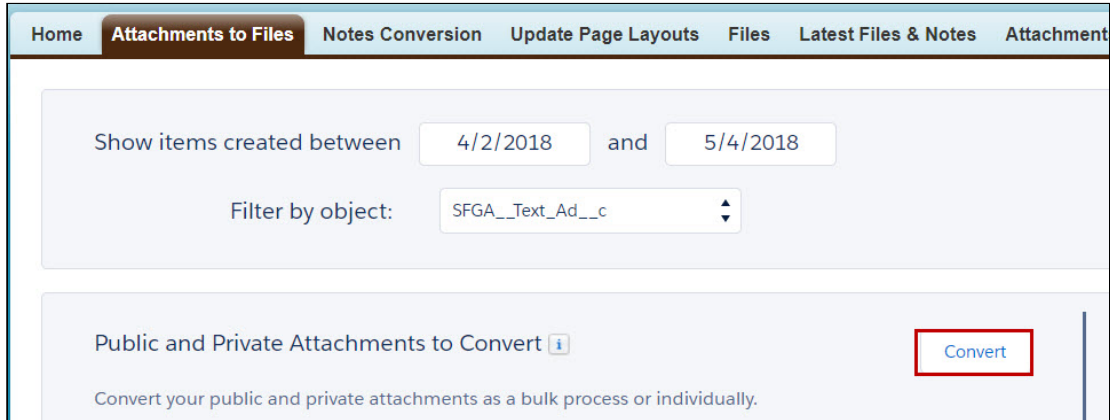 Home Attachments to Files Notes Conversion Update Page Layouts Files Latest Files & Notes Attachment
Show items created between 4/2/2018 and 5/4/2018
Filter by object: SFGA__Text_Ad__c
Public and Private Attachments to Convert i Convert
Convert your public and private attachments as a bulk process or individually.